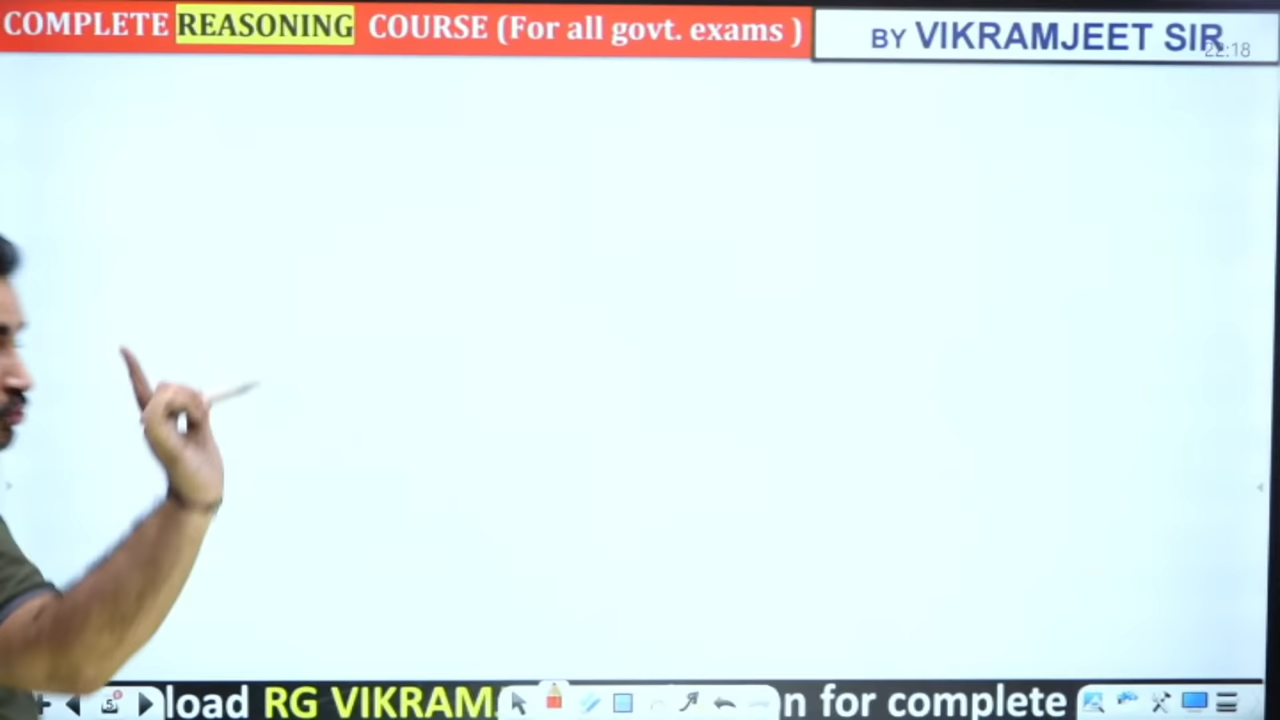 COMPLETE REASONING COURSE (For all govt. exams )
BY VIKRAMJEET SIR
22:18
load RG VIKRAM n for complete